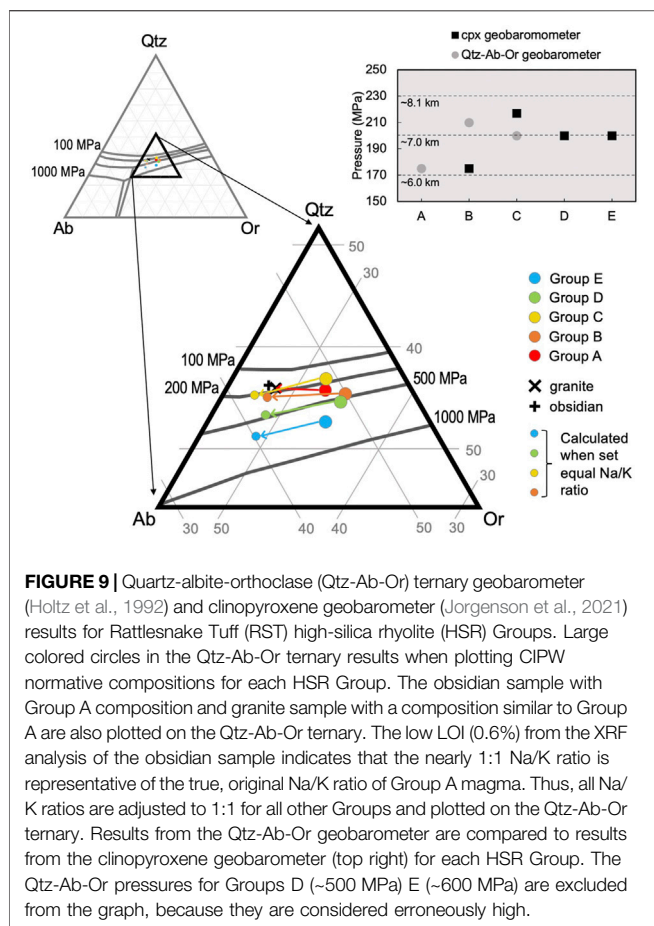 Qtz
100 MPa
1000 MPa
Ab
Or
cpx geobaromometer
Qtz-Ab-Or geobarometer
Pressure (MPa)
250
230
210
190
170
150
~8.1 km
~7.0 km
~6.0 km
A
B
C
D
E
Qtz
50
30
40
100 MPa
200 MPa
500 MPa
1000 MPa
50
30
Ab
Or
30
50
40
40
50
30
Group E
Group D
Group C
Group B
Group A
granite
obsidian
Calculated
when set
equal Na/K
ratio
FIGURE 9 | Quartz-albite-orthoclase (Qtz-Ab-Or) ternary geobarometer
(Holtz et al., 1992) and clinopyroxene geobarometer (Jorgenson et al., 2021)
results for Rattlesnake Tuff (RST) high-silica rhyolite (HSR) Groups. Large
colored circles in the Qtz-Ab-Or ternary results when plotting CIPW
normative compositions for each HSR Group. The obsidian sample with
Group A composition and granite sample with a composition similar to Group
A are also plotted on the Qtz-Ab-Or ternary. The low LOI (0.6%) from the XRF
analysis of the obsidian sample indicates that the nearly 1:1 Na/K ratio is
representative of the true, original Na/K ratio of Group A magma. Thus, all Na/
K ratios are adjusted to 1:1 for all other Groups and plotted on the Qtz-Ab-Or
ternary. Results from the Qtz-Ab-Or geobarometer are compared to results
from the clinopyroxene geobarometer (top right) for each HSR Group. The
Qtz-Ab-Or pressures for Groups D (~500 MPa) E (~600 MPa) are excluded
from the graph, because they are considered erroneously high.